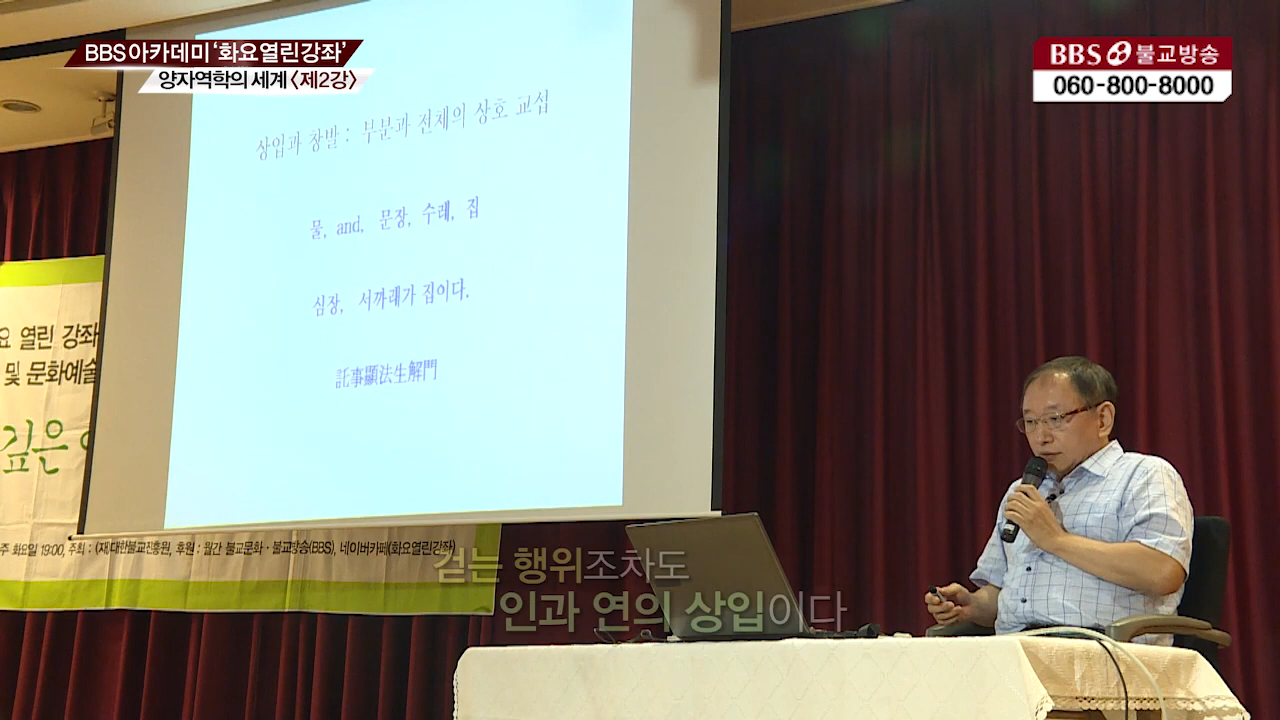 BBS 아카데미 '화요열린강좌'
양자역학의 세계 <제2강>
BBS 불교방송
060-800-8000
상입과 창발 : 부분과 전체의 상호 교섭
물, and, 문장, 수레, 집
심장, 서까래가 집이다.
託事顯法生解門
요 열린 강좌
및 문화예술
깊은
주 화요일 19:00, 주최 : (재)대한불교진흥원, 후원 : 월간 불교문화·불교방송(BBS), 네이버카페(화요열린강좌)
걷는 행위조차도
인과 연의 상입이다